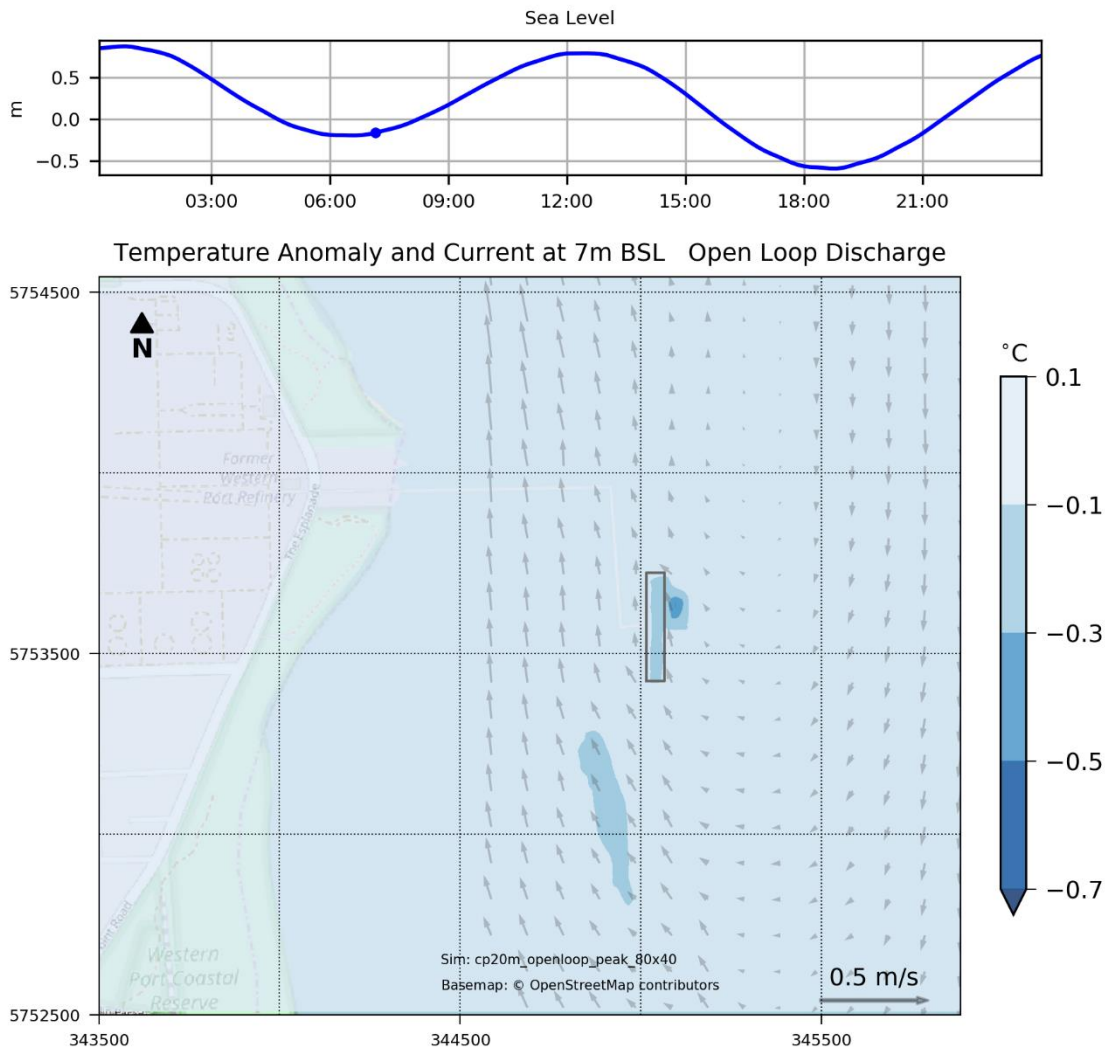 Sea Level
m
0.5
0.0
−0.5
03:00 06:00 09:00 12:00 15:00 18:00 21:00
Temperature Anomaly and Current at 7m BSL Open Loop Discharge
5754500
5753500
5752500
N
Former
Western
Port Refinery
The Esplanade
Western
Port Coastal
Reserve
Road
Sim: cp20m_openloop_peak_80x40
Basemap: © OpenStreetMap contributors
0.5 m/s
343500 344500 345500
°C
0.1
−0.1
−0.3
−0.5
−0.7